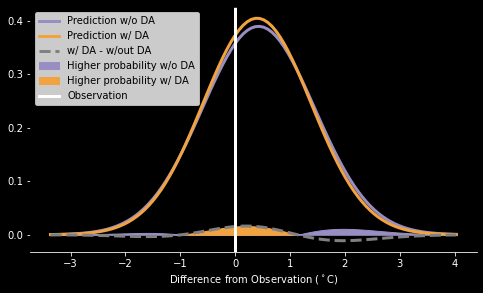 Prediction w/o DA
Prediction w/ DA
w/ DA - w/out DA
Higher probability w/o DA
Higher probability w/ DA
Observation
0.4
0.3
0.2
0.1
0.0
−3 −2 −1 0 1 2 3 4
Difference from Observation (˚C)